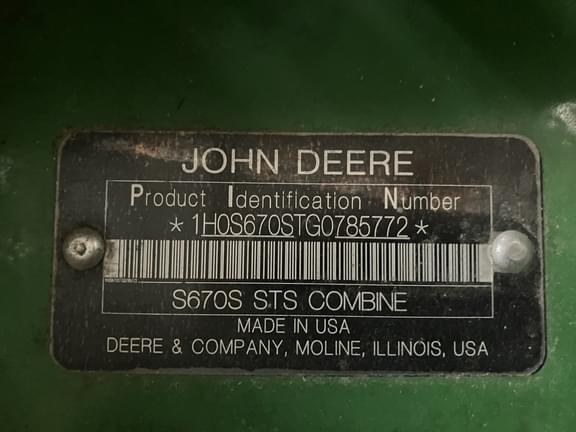 JOHN DEERE
Product Identification Number
*1H0S670STG0785772*
S670S STS COMBINE
MADE IN USA
DEERE & COMPANY, MOLINE, ILLINOIS, USA